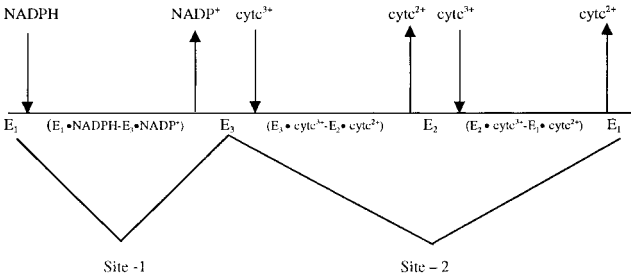 NADPH NADP⁺ cytc³⁺ cytc²⁺ cytc³⁺ cytc²⁺
E₁ (E₁•NADPH-E₃•NADP⁺) E₃ (E₃•cytc³⁺-E₂•cytc²⁺) E₂ (E₂•cytc³⁺-E₁•cytc²⁺) E₁
Site -1 Site – 2